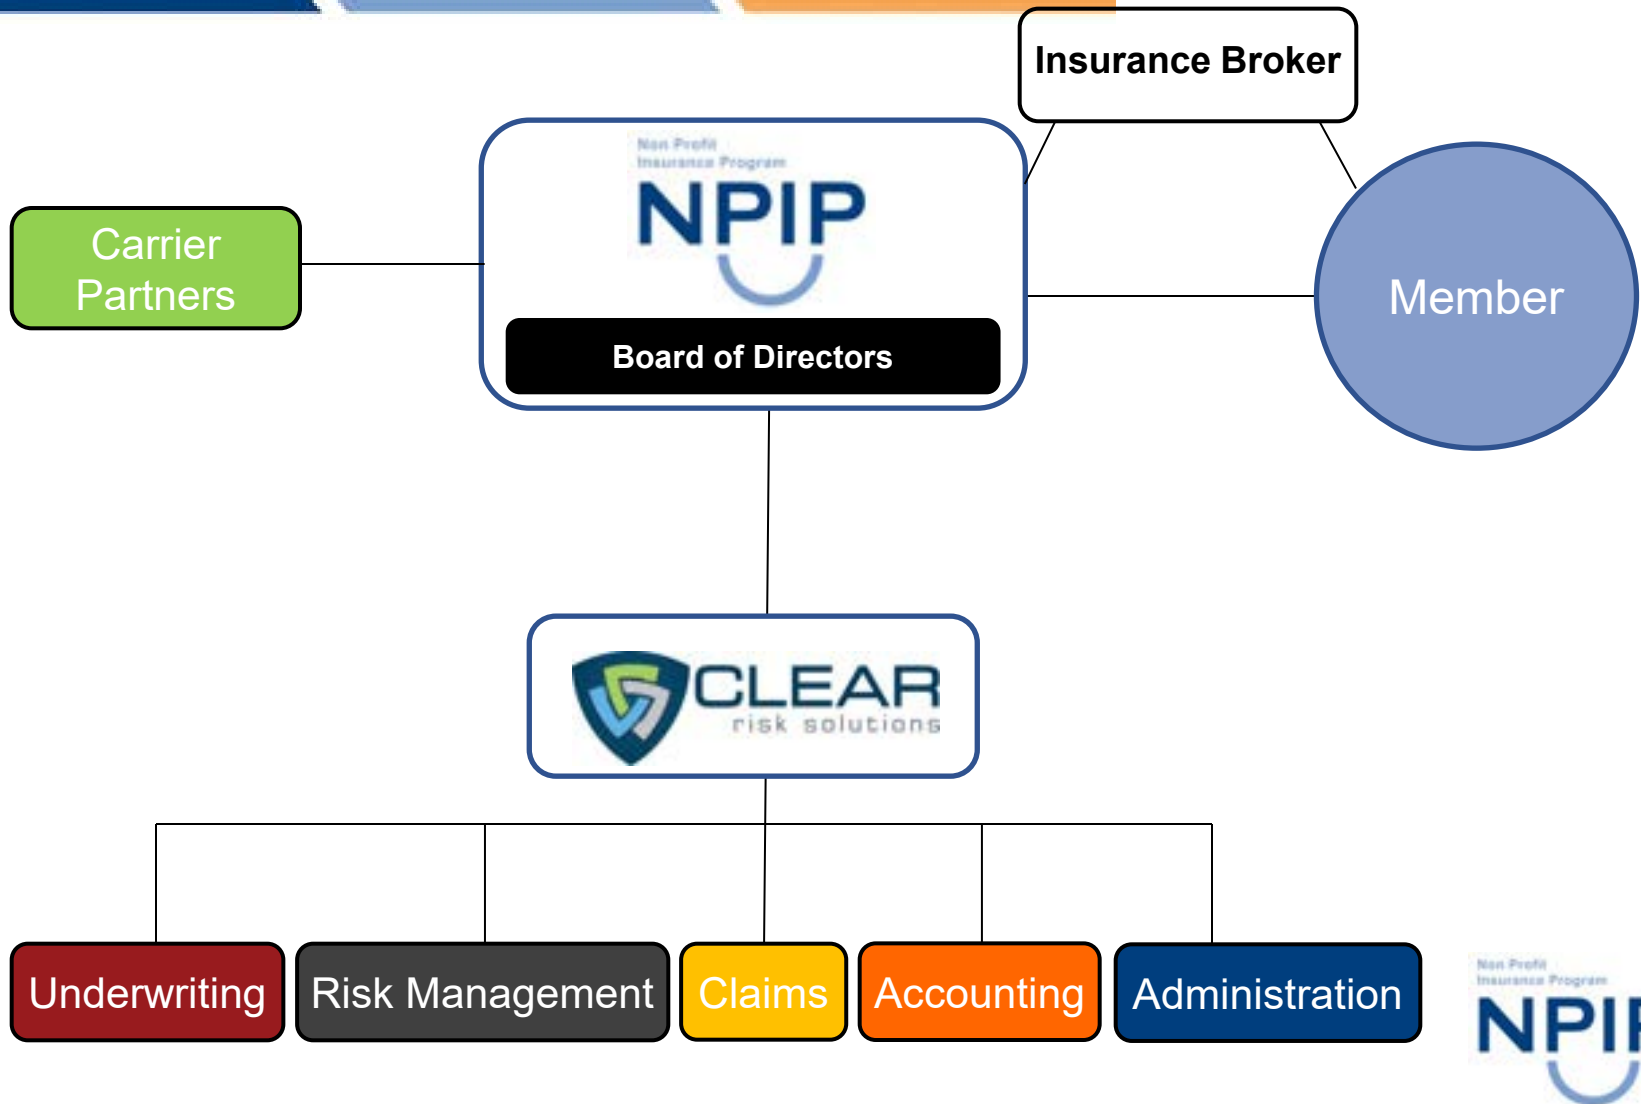 Insurance Broker
Non Profit
Insurance Program
NPIP
Carrier
Partners
Member
Board of Directors
CLEAR
risk solutions
Underwriting
Risk Management
Claims
Accounting
Administration
Non Profit
Insurance Program
NPIP